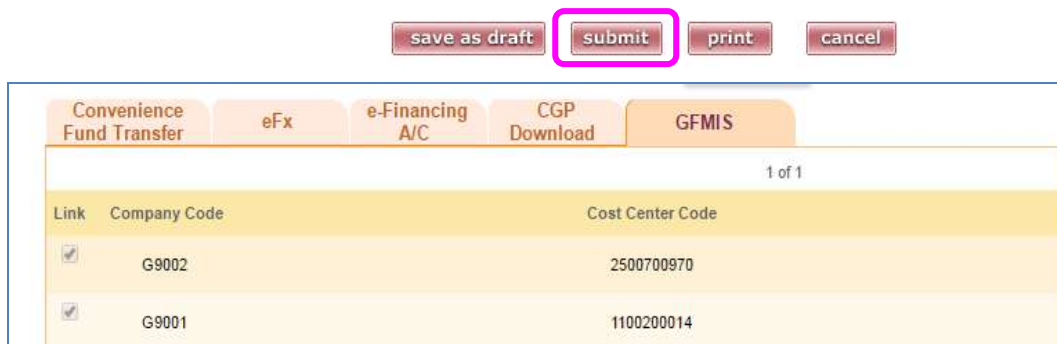 save as draft submit print cancel
Convenience Fund Transfer eFx e-Financing A/C CGP Download GFMIS
1 of 1
Link Company Code Cost Center Code
G9002 2500700970
G9001 1100200014